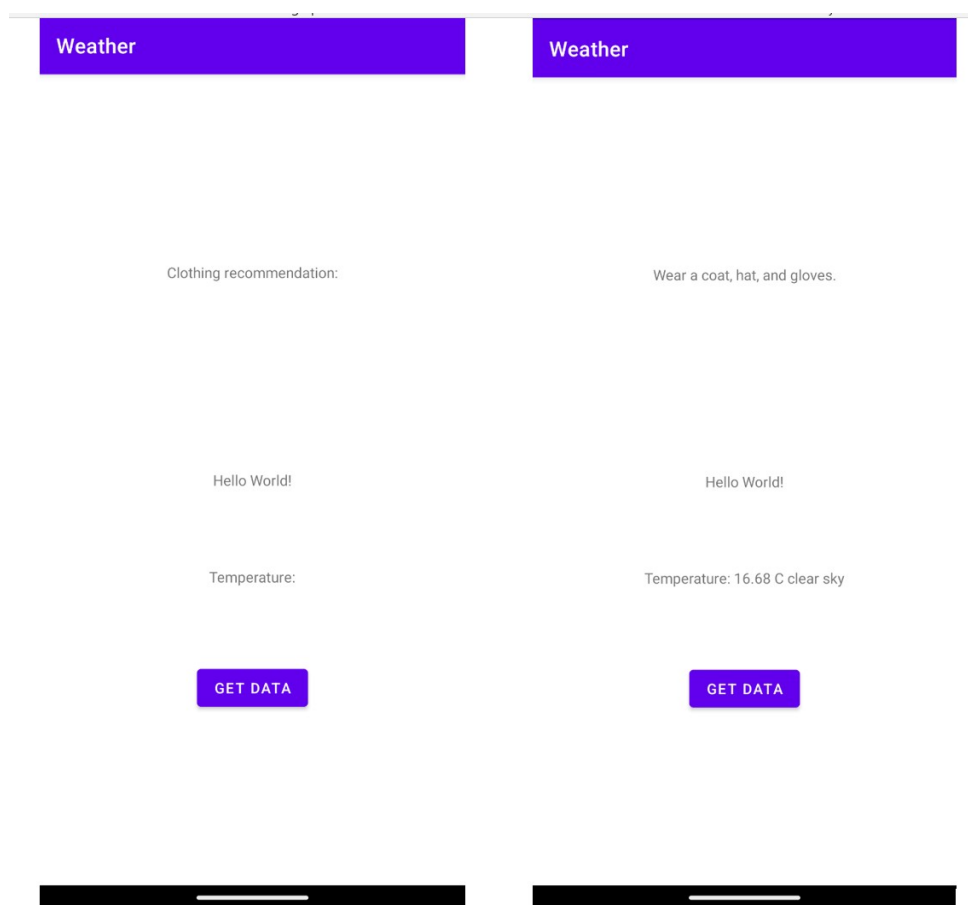 Weather
Clothing recommendation:
Hello World!
Temperature:
GET DATA
Weather
Wear a coat, hat, and gloves.
Hello World!
Temperature: 16.68 C clear sky
GET DATA